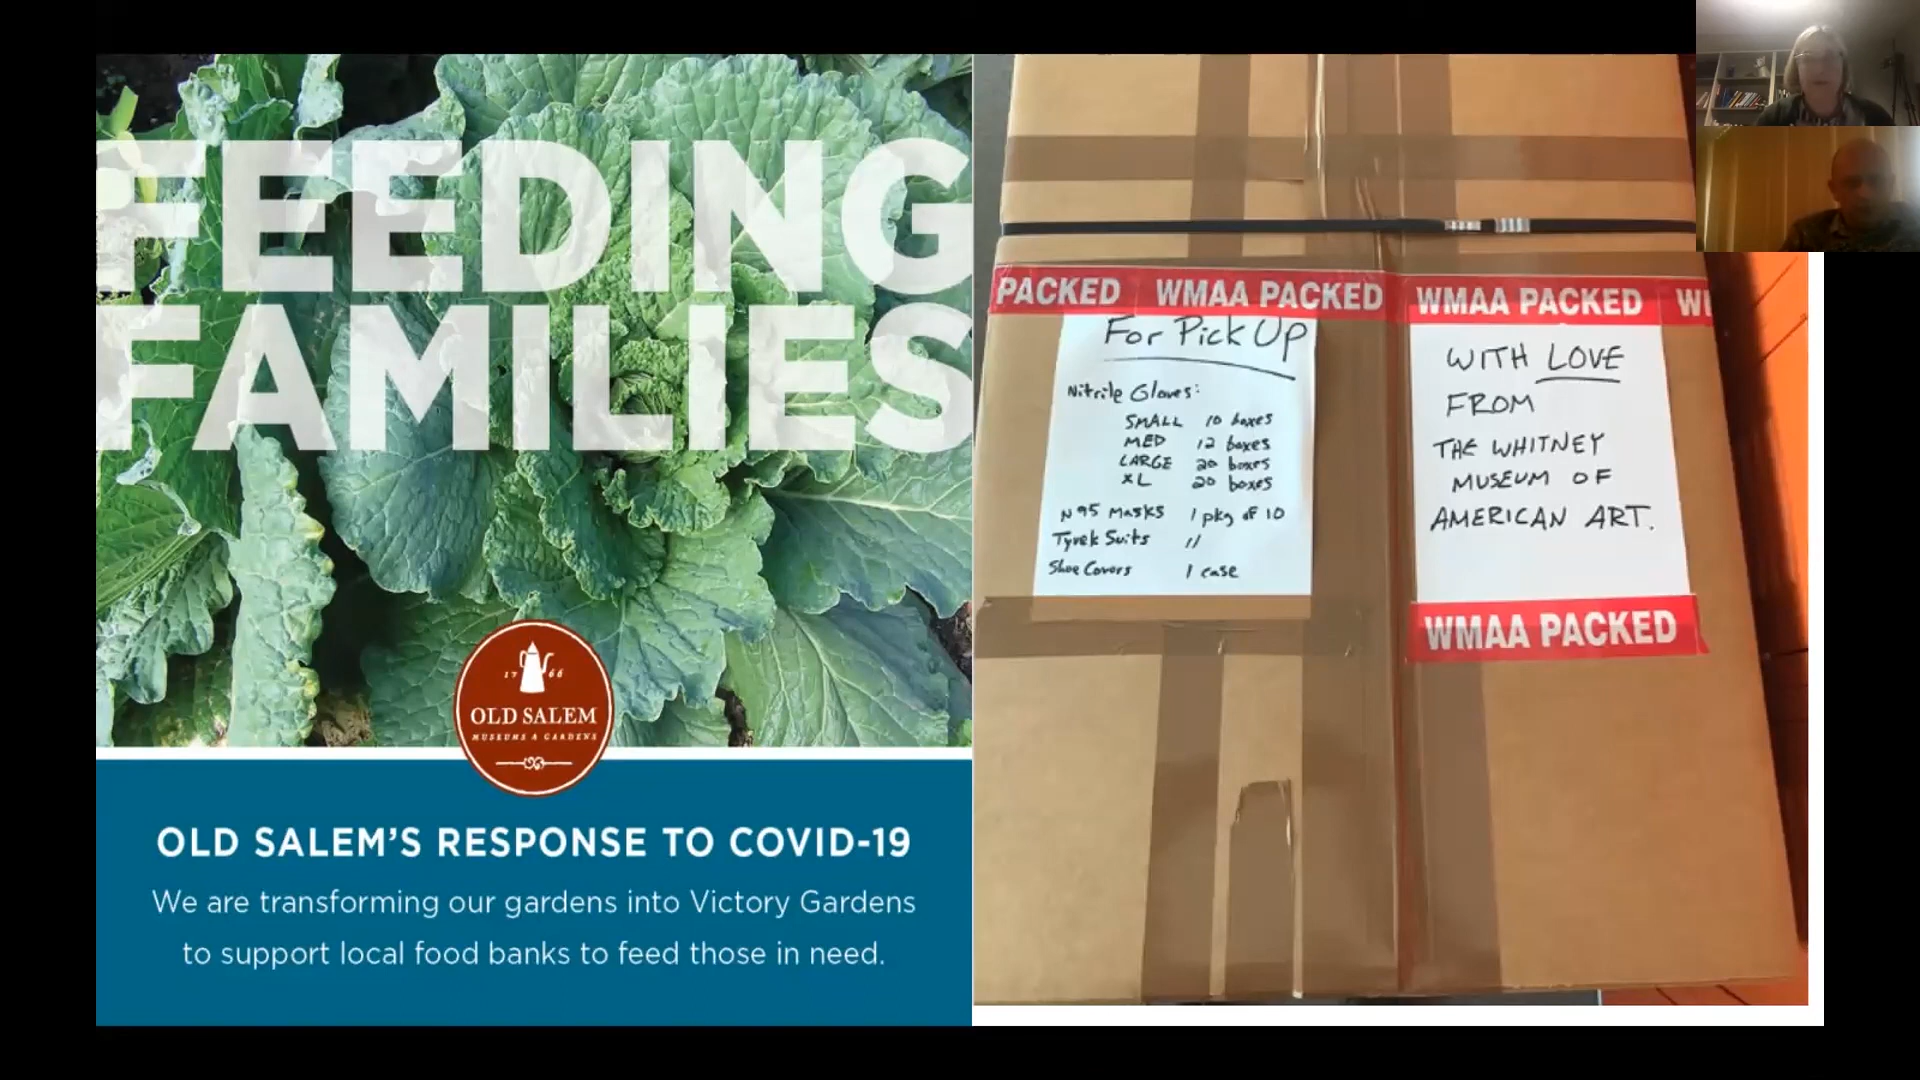 FEEDING
FAMILIES
1766
OLD SALEM
MUSEUMS & GARDENS
OLD SALEM'S RESPONSE TO COVID-19
We are transforming our gardens into Victory Gardens
to support local food banks to feed those in need.
PACKED WMAA PACKED WMAA PACKED
For Pick Up
Nitrile Gloves:
SMALL 10 boxes
MED 12 boxes
LARGE 20 boxes
XL 20 boxes
N95 Masks 1 pkg of 10
Tyvek Suits 11
Shoe Covers 1 case
WITH LOVE
FROM
THE WHITNEY
MUSEUM OF
AMERICAN ART.
WMAA PACKED